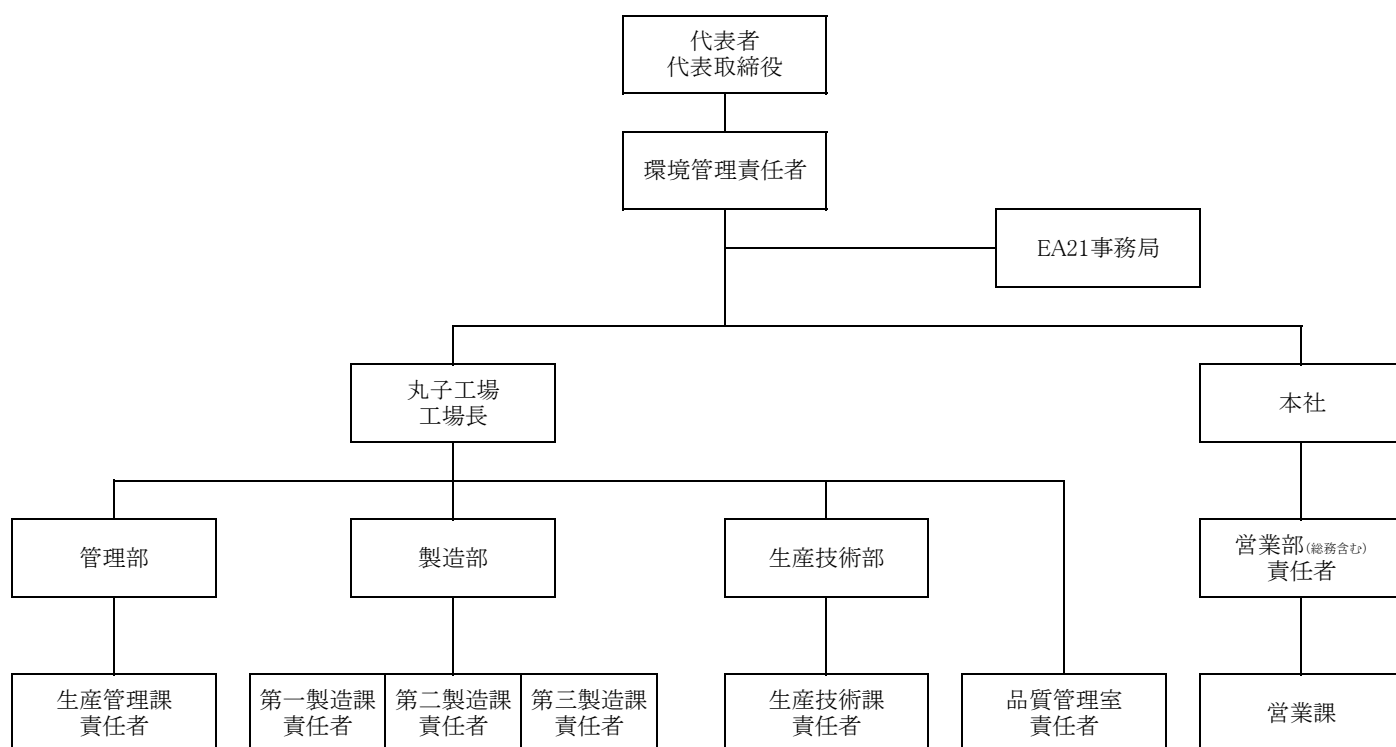 代表者
代表取締役
環境管理責任者
EA21事務局
丸子工場
工場長
本社
管理部
製造部
生産技術部
営業部(総務含む)
責任者
生産管理課
責任者
第一製造課
責任者
第二製造課
責任者
第三製造課
責任者
生産技術課
責任者
品質管理室
責任者
営業課